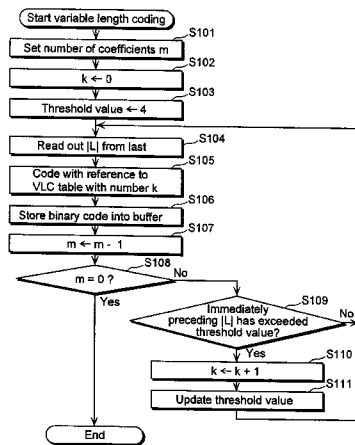 Start variable length coding
S101
Set number of coefficients m
S102
k ← 0
S103
Threshold value ← 4
S104
Read out |L| from last
S105
Code with reference to
VLC table with number k
S106
Store binary code into buffer
S107
m ← m - 1
S108
m = 0 ?
No
Yes
S109
Immediately
preceding |L| has exceeded
threshold value?
No
Yes
S110
k ← k + 1
S111
Update threshold value
End